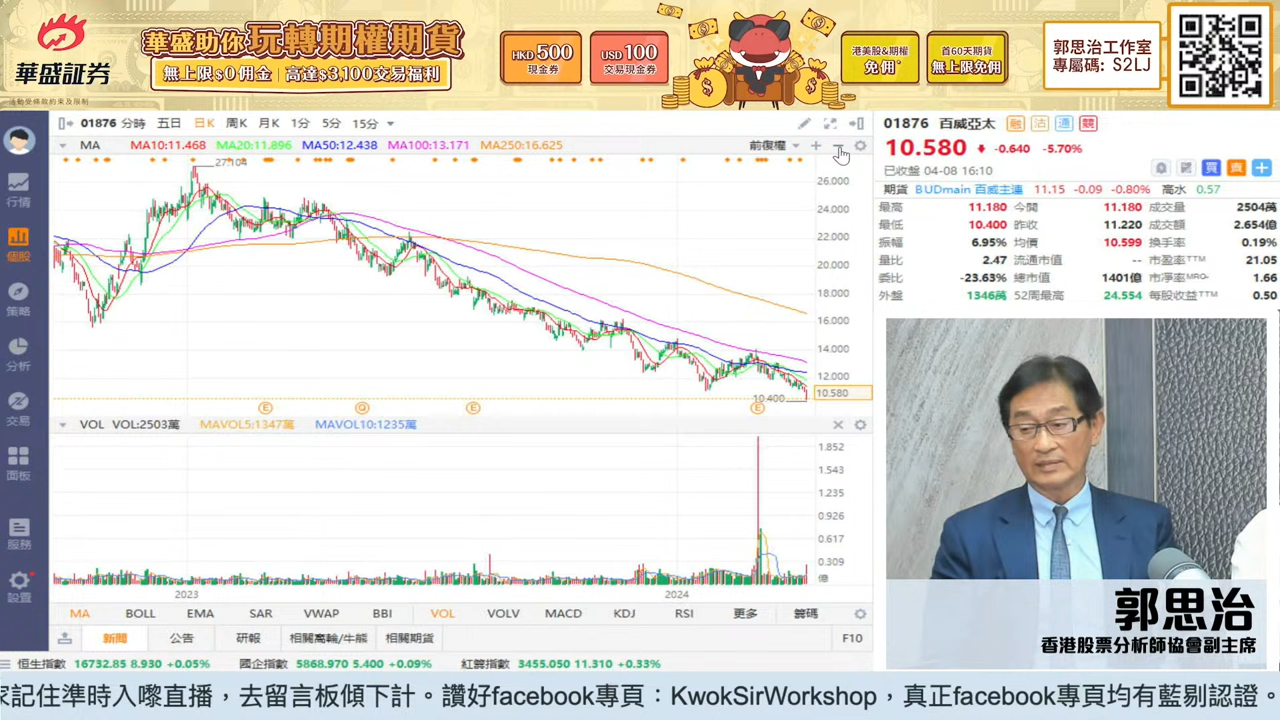 華盛証券
活動受條款約束及限制
華盛助你玩轉期權期貨
無上限$0佣金 | 高達$3,100交易福利
HKD 500
現金券
USD 100
交易現金券
港美股&期權
免佣*
首60天期貨
無上限免佣
郭思治工作室
專屬碼: S2LJ
01876 分時 五日 日K 周K 月K 1分 5分 15分
MA MA10:11.468 MA20:11.896 MA50:12.438 MA100:13.171 MA250:16.625 前復權
27.104
26.000
24.000
22.000
20.000
18.000
16.000
14.000
12.000
10.580
10.400
E Q E E
VOL VOL:2503萬 MAVOL5:1347萬 MAVOL10:1235萬
1.852
1.543
1.235
0.926
0.617
0.309
億
2023 2024
MA BOLL EMA SAR VWAP BBI VOL VOLV MACD KDJ RSI 更多 籌碼
新聞 公告 研報 相關窩輪/牛熊 相關期貨 F10
恒生指數 16732.85 8.930 +0.05% 國企指數 5868.970 5.400 +0.09% 紅籌指數 3455.050 11.310 +0.33%
行情
個股
策略
分析
交易
面板
服務
設置
01876 百威亞太 融 沽 通 競
10.580 -0.640 -5.70%
已收盤 04-08 16:10
買 賣
期貨 BUDmain 百威主連 11.15 -0.09 -0.80% 高水 0.57
最高 11.180 今開 11.180 成交量 2504萬
最低 10.400 昨收 11.220 成交額 2.654億
振幅 6.95% 均價 10.599 換手率 0.19%
量比 2.47 流通市值 -- 市盈率TTM 21.05
委比 -23.63% 總市值 1401億 市淨率MRQ 1.66
外盤 1346萬 52周最高 24.554 每股收益TTM 0.50
郭思治
香港股票分析師協會副主席
家記住準時入嚟直播，去留言板傾下計。讚好facebook專頁：KwokSirWorkshop，真正facebook專頁均有藍剔認證。